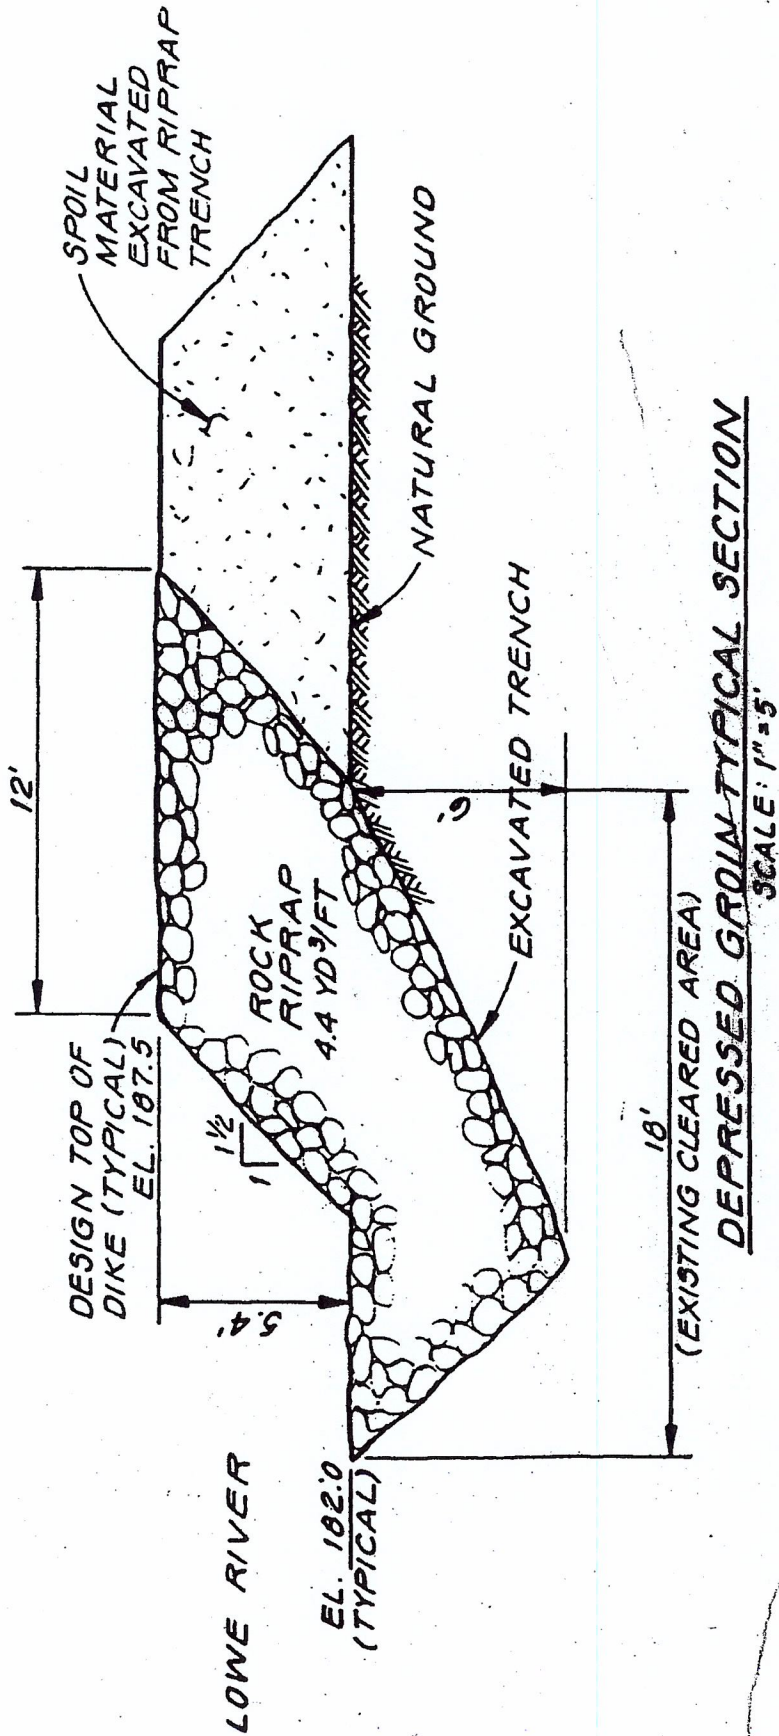 12'
SPOIL
MATERIAL
EXCAVATED
FROM RIPRAP
TRENCH
DESIGN TOP OF
DIKE (TYPICAL)
EL. 187.5
1½
1
ROCK
RIPRAP
4.4 YD³/FT
5.4'
LOWE RIVER
EL. 182.0
(TYPICAL)
NATURAL GROUND
6'
EXCAVATED TRENCH
18'
(EXISTING CLEARED AREA)
DEPRESSED GROIN-TYPICAL SECTION
SCALE: 1"=5'